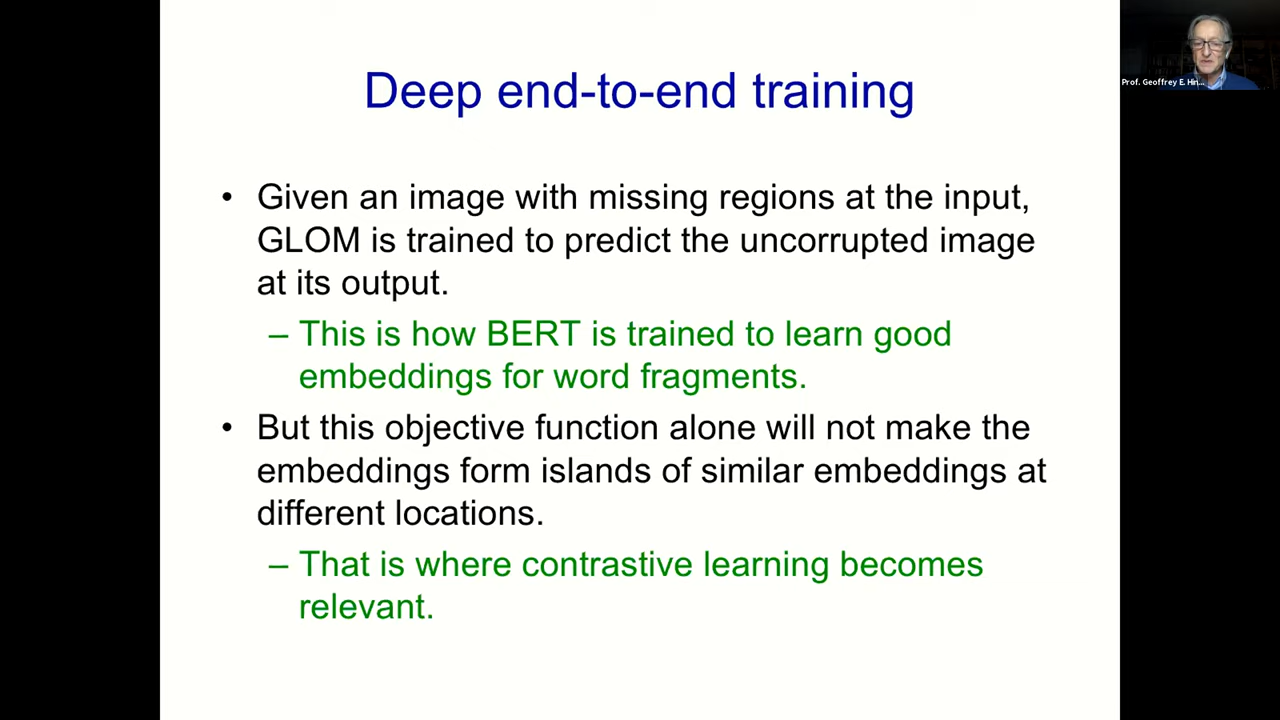 Deep end-to-end training
• Given an image with missing regions at the input,
GLOM is trained to predict the uncorrupted image
at its output.
– This is how BERT is trained to learn good
embeddings for word fragments.
• But this objective function alone will not make the
embeddings form islands of similar embeddings at
different locations.
– That is where contrastive learning becomes
relevant.
Prof. Geoffrey E. Hin...